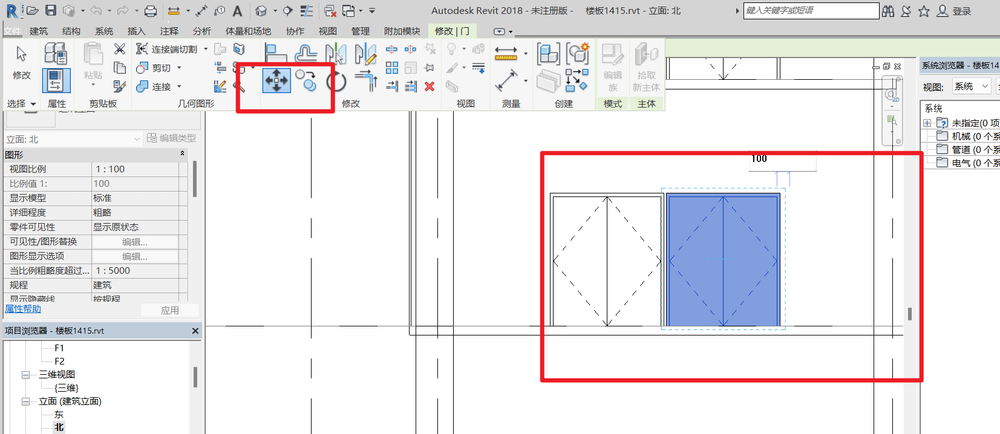 Autodesk Revit 2018 - 未注册版 - 楼板1415.rvt - 立面: 北
键入关键字或短语
登录
文件 建筑 结构 系统 插入 注释 分析 体量和场地 协作 视图 管理 附加模块 修改 | 门
修改
粘贴
连接端切割
剪切
连接
编辑族
拾取新主体
选择 属性 剪贴板 几何图形 修改 视图 测量 创建 模式 主体
立面: 北
编辑类型
图形
视图比例 1 : 100
比例值 1: 100
显示模型 标准
详细程度 粗略
零件可见性 显示原状态
可见性/图形替换 编辑...
图形显示选项 编辑...
当比例粗略度超过... 1 : 5000
规程 建筑
显示隐藏线 按规程
属性帮助 应用
项目浏览器 - 楼板1415.rvt
F1
F2
三维视图
{三维}
立面 (建筑立面)
东
北
100
2D
系统浏览器 - 楼板14
视图: 系统
系统
未指定(0 项
机械 (0 个系
管道 (0 个系
电气 (0 个系